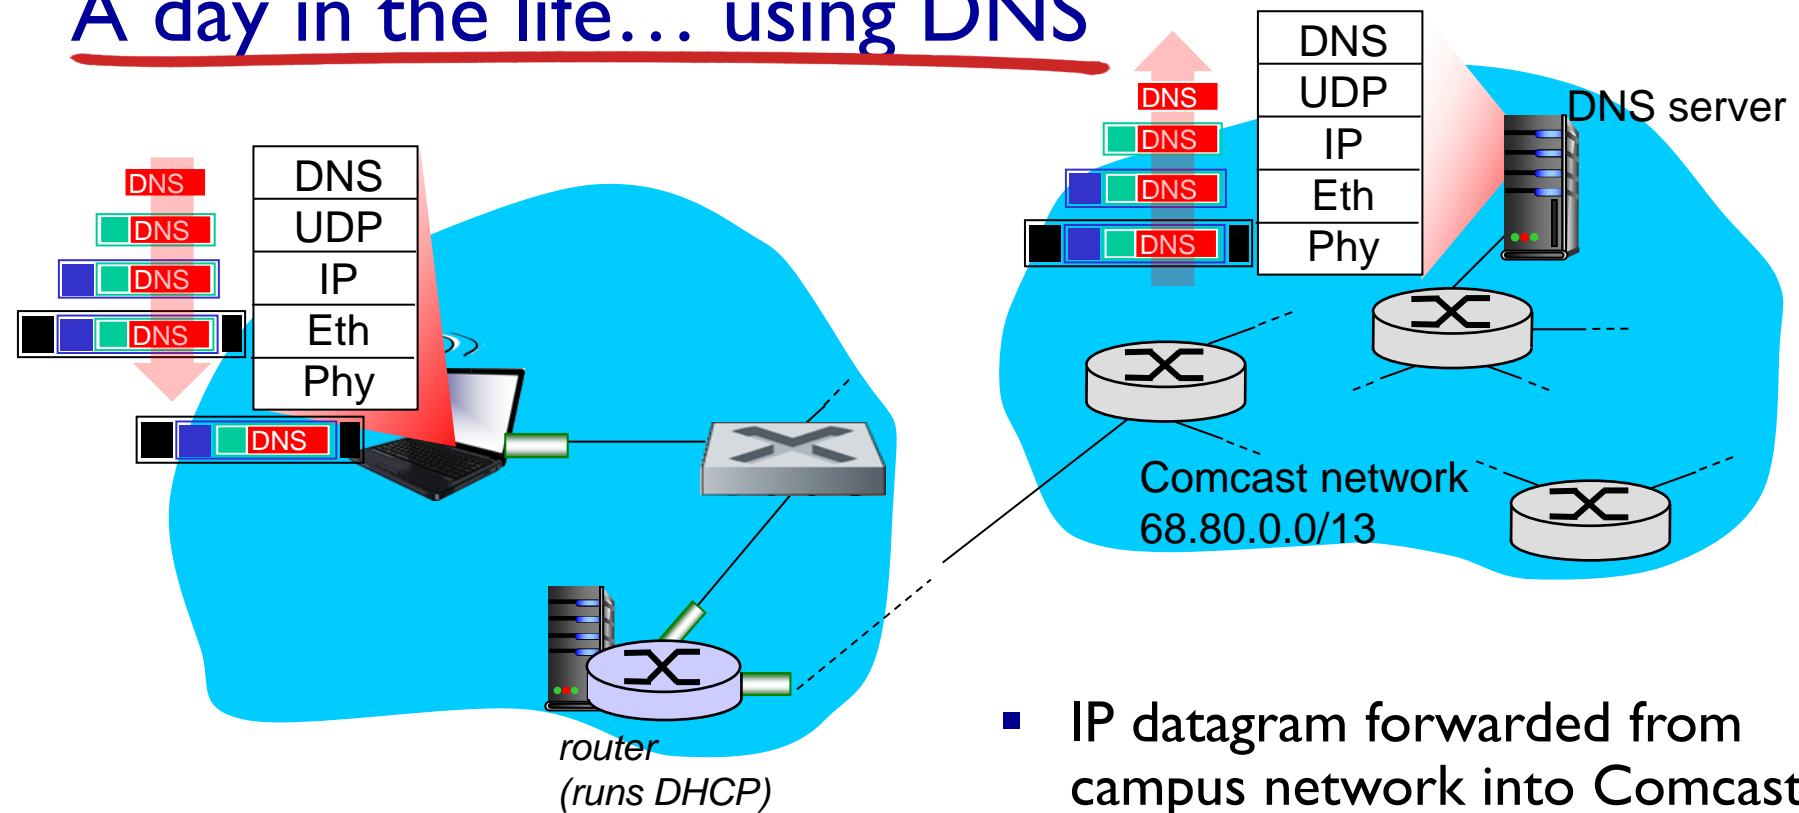 A day in the life… using DNS
DNS
DNS
DNS
DNS
DNS
DNS
UDP
IP
Eth
Phy
DNS
DNS
DNS
DNS
DNS
UDP
IP
Eth
Phy
DNS server
Comcast network
68.80.0.0/13
router
(runs DHCP)
▪ IP datagram forwarded from
campus network into Comcast